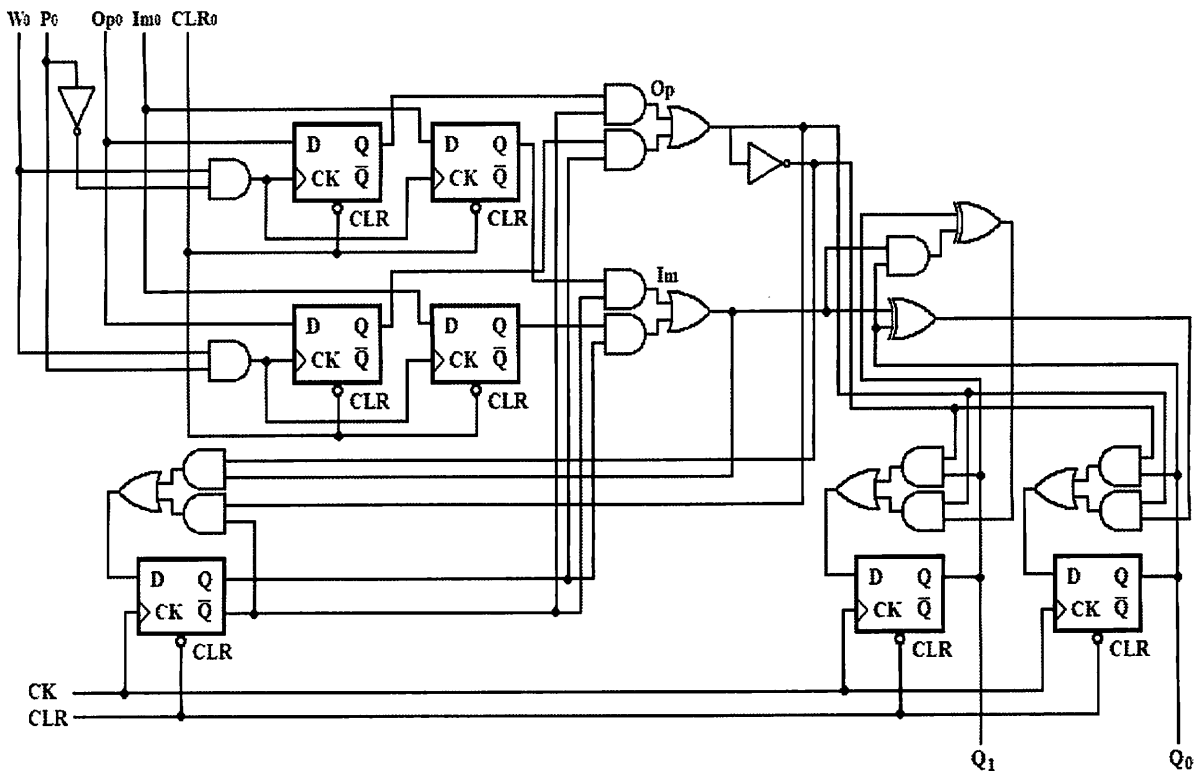 W0 P0 Op0 Im0 CLR0
Op
D Q D Q
CK Q̅ CK Q̅
CLR CLR
Im
D Q D Q
CK Q̅ CK Q̅
CLR CLR
D Q D Q D Q
CK Q̅ CK Q̅ CK Q̅
CLR CLR CLR
CK
CLR
Q1 Q0